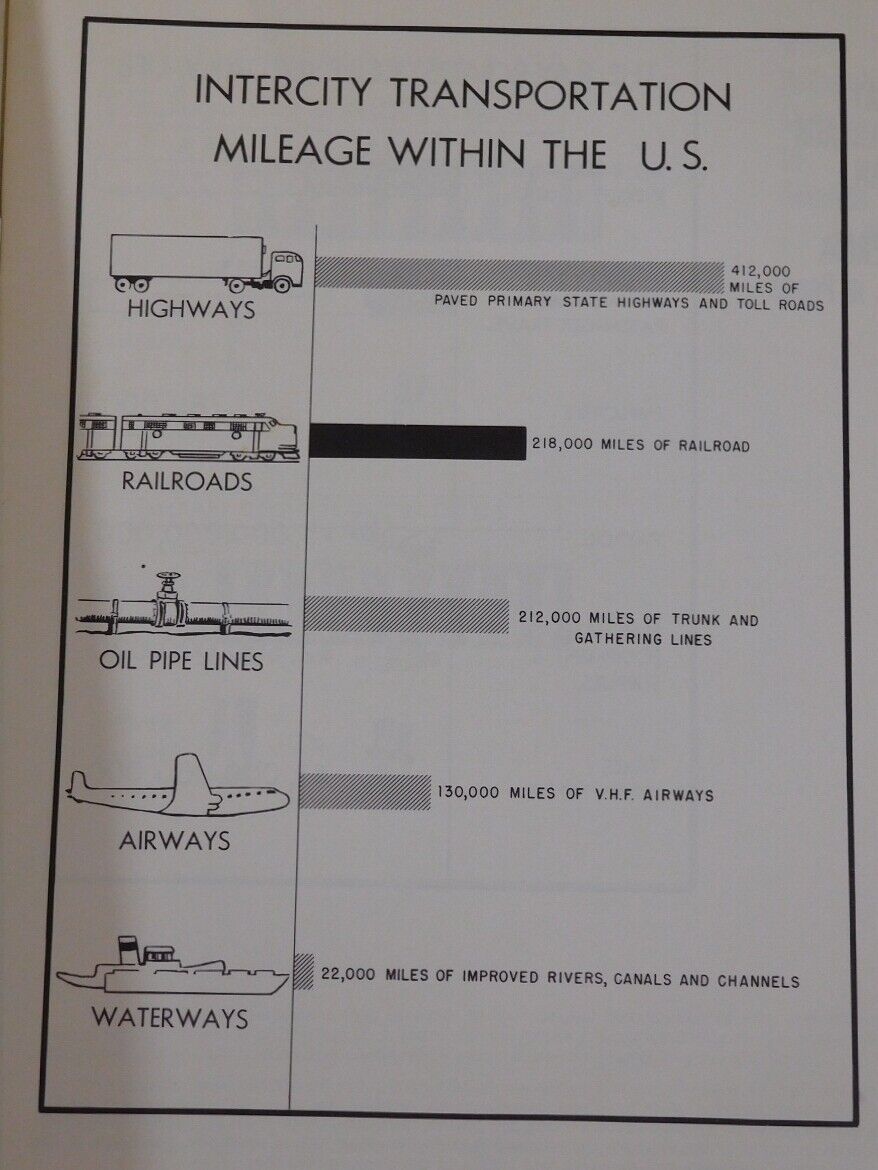 INTERCITY TRANSPORTATION
MILEAGE WITHIN THE U.S.
412,000
MILES OF
PAVED PRIMARY STATE HIGHWAYS AND TOLL ROADS
HIGHWAYS
218,000 MILES OF RAILROAD
RAILROADS
212,000 MILES OF TRUNK AND
GATHERING LINES
OIL PIPE LINES
130,000 MILES OF V.H.F. AIRWAYS
AIRWAYS
22,000 MILES OF IMPROVED RIVERS, CANALS AND CHANNELS
WATERWAYS